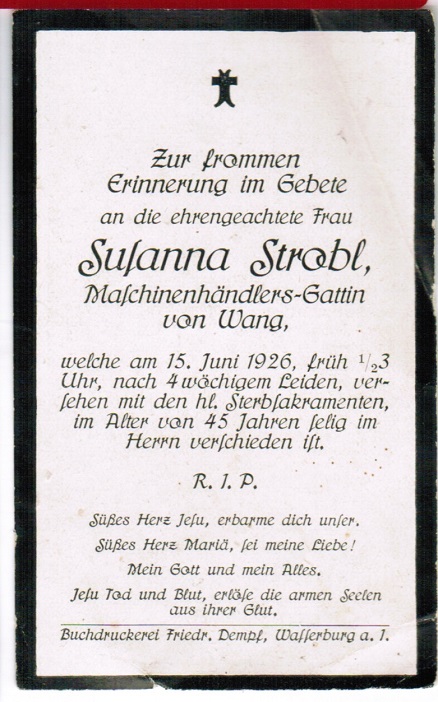 Zur frommen
Erinnerung im Gebete
an die ehrengeachtete Frau
Suſanna Strobl,
Maſchinenhändlers-Gattin
von Wang,
welche am 15. Juni 1926, früh ½3
Uhr, nach 4 wöchigem Leiden, ver-
ſehen mit den hl. Sterbſakramenten,
im Alter von 45 Jahren ſelig im
Herrn verſchieden iſt.
R. I. P.
Süßes Herz Jeſu, erbarme dich unſer.
Süßes Herz Mariä, ſei meine Liebe!
Mein Gott und mein Alles.
Jeſu Tod und Blut, erlöſe die armen Seelen
aus ihrer Glut.
Buchdruckerei Friedr. Dempf, Waſſerburg a. I.